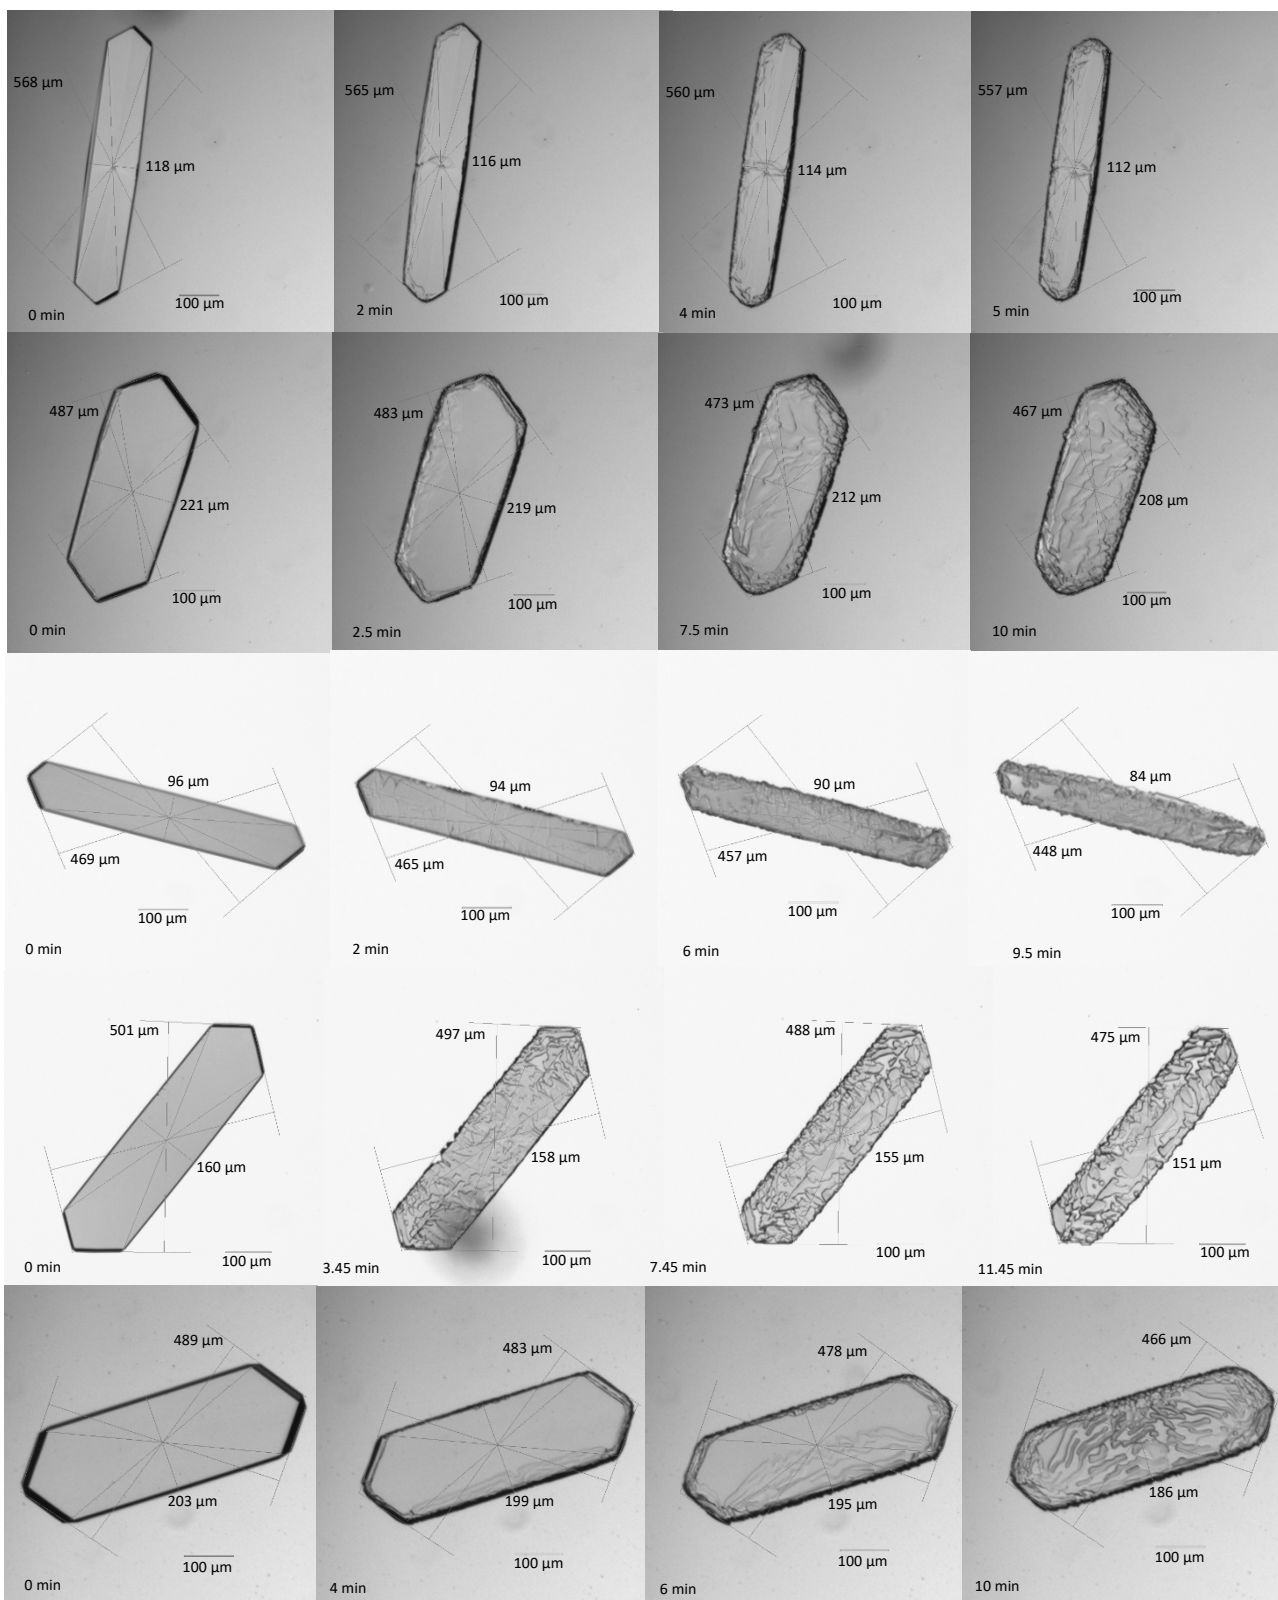 568 µm
118 µm
100 µm
0 min
565 µm
116 µm
100 µm
2 min
560 µm
114 µm
100 µm
4 min
557 µm
112 µm
100 µm
5 min
487 µm
221 µm
100 µm
0 min
483 µm
219 µm
100 µm
2.5 min
473 µm
212 µm
100 µm
7.5 min
467 µm
208 µm
100 µm
10 min
96 µm
469 µm
100 µm
0 min
94 µm
465 µm
100 µm
2 min
90 µm
457 µm
100 µm
6 min
84 µm
448 µm
100 µm
9.5 min
501 µm
160 µm
100 µm
0 min
497 µm
158 µm
100 µm
3.45 min
488 µm
155 µm
100 µm
7.45 min
475 µm
151 µm
100 µm
11.45 min
489 µm
203 µm
100 µm
0 min
483 µm
199 µm
100 µm
4 min
478 µm
195 µm
100 µm
6 min
466 µm
186 µm
100 µm
10 min